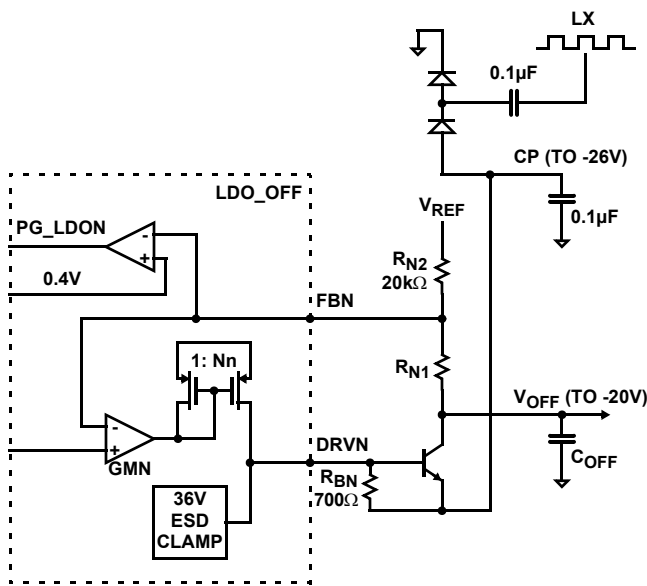 LX
0.1µF
CP (TO -26V)
LDO_OFF
0.1µF
PG_LDON
-
+
VREF
0.4V
RN2
20kΩ
FBN
1: Nn
RN1
VOFF (TO -20V)
-
+
GMN
DRVN
COFF
RBN
700Ω
36V
ESD
CLAMP